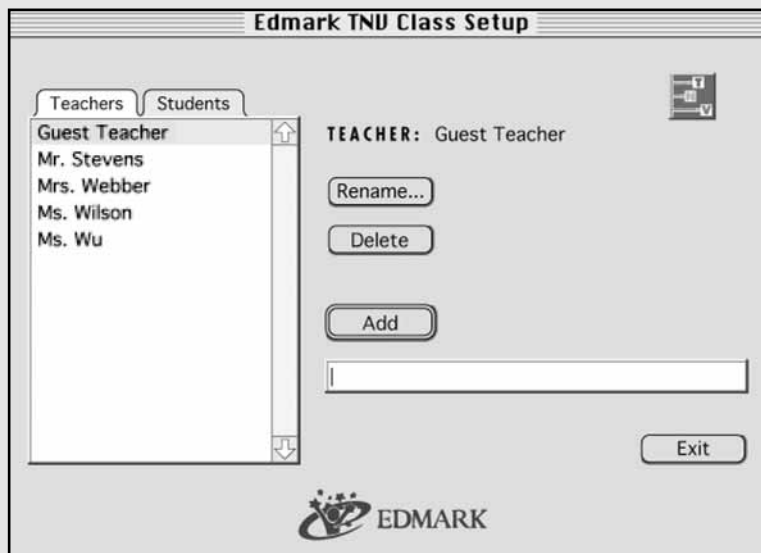 Edmark TNV Class Setup
Teachers Students
Guest Teacher
Mr. Stevens
Mrs. Webber
Ms. Wilson
Ms. Wu
T
V
TEACHER: Guest Teacher
Rename...
Delete
Add
Exit
EDMARK